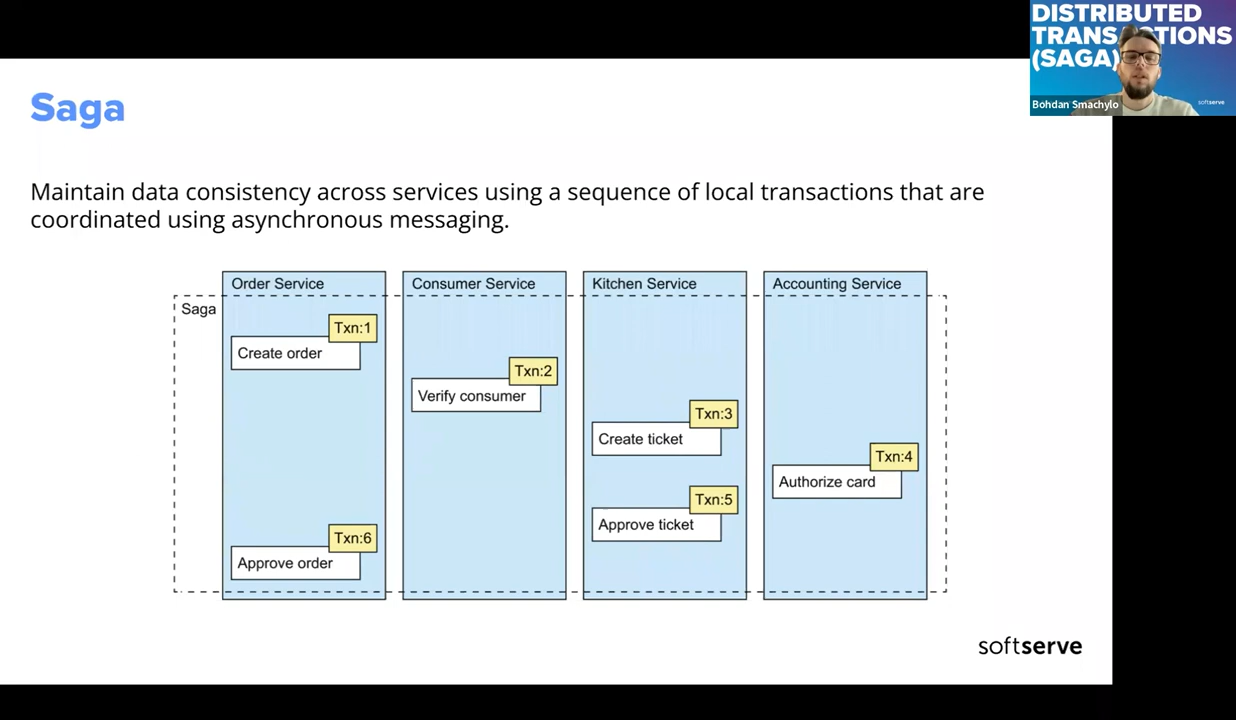 DISTRIBUTED
TRANSACTIONS
(SAGA)
Bohdan Smachylo
softserve
Saga
Maintain data consistency across services using a sequence of local transactions that are
coordinated using asynchronous messaging.
Order Service
Consumer Service
Kitchen Service
Accounting Service
Saga
Txn:1
Create order
Txn:2
Verify consumer
Txn:3
Create ticket
Txn:4
Authorize card
Txn:5
Approve ticket
Txn:6
Approve order
softserve